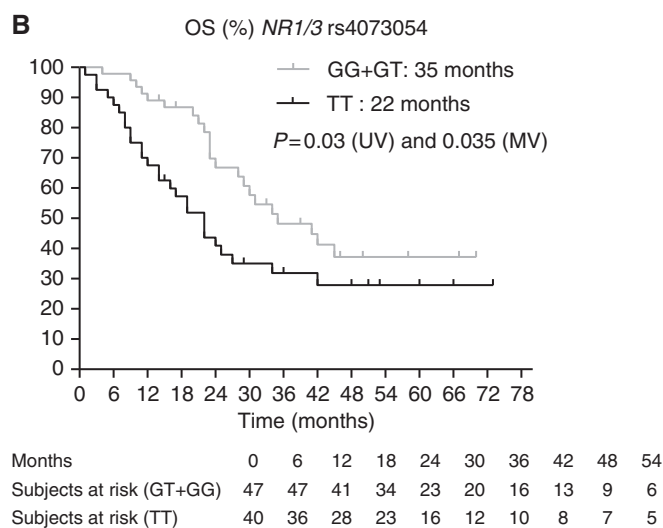 B
OS (%) NR1/3 rs4073054
GG+GT: 35 months
TT : 22 months
P=0.03 (UV) and 0.035 (MV)
100
90
80
70
60
50
40
30
20
10
0
0 6 12 18 24 30 36 42 48 54 60 66 72 78
Time (months)
Months 0 6 12 18 24 30 36 42 48 54
Subjects at risk (GT+GG) 47 47 41 34 23 20 16 13 9 6
Subjects at risk (TT) 40 36 28 23 16 12 10 8 7 5